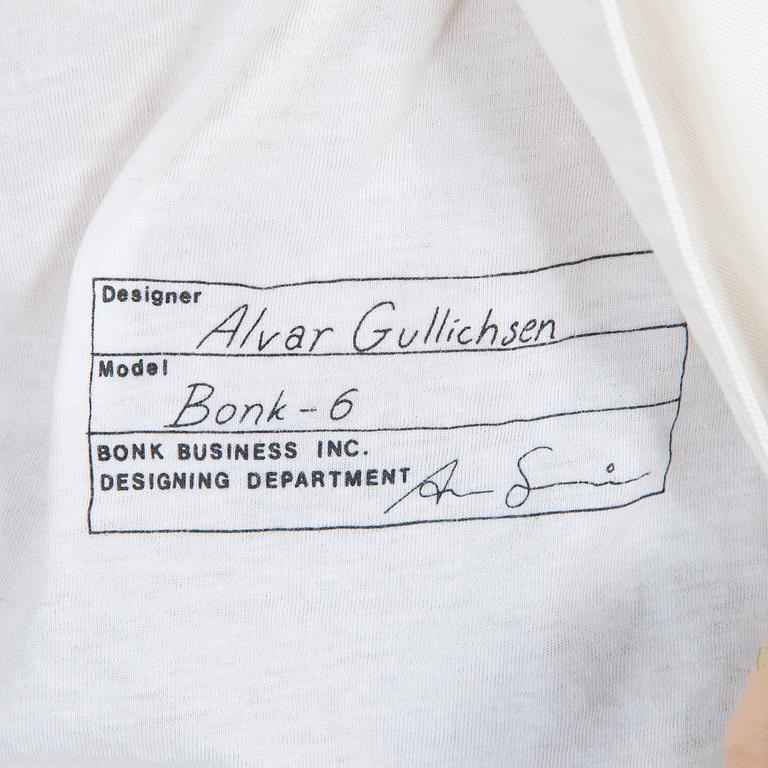 Designer
Alvar Gullichsen
Model
Bonk-6
BONK BUSINESS INC.
DESIGNING DEPARTMENT